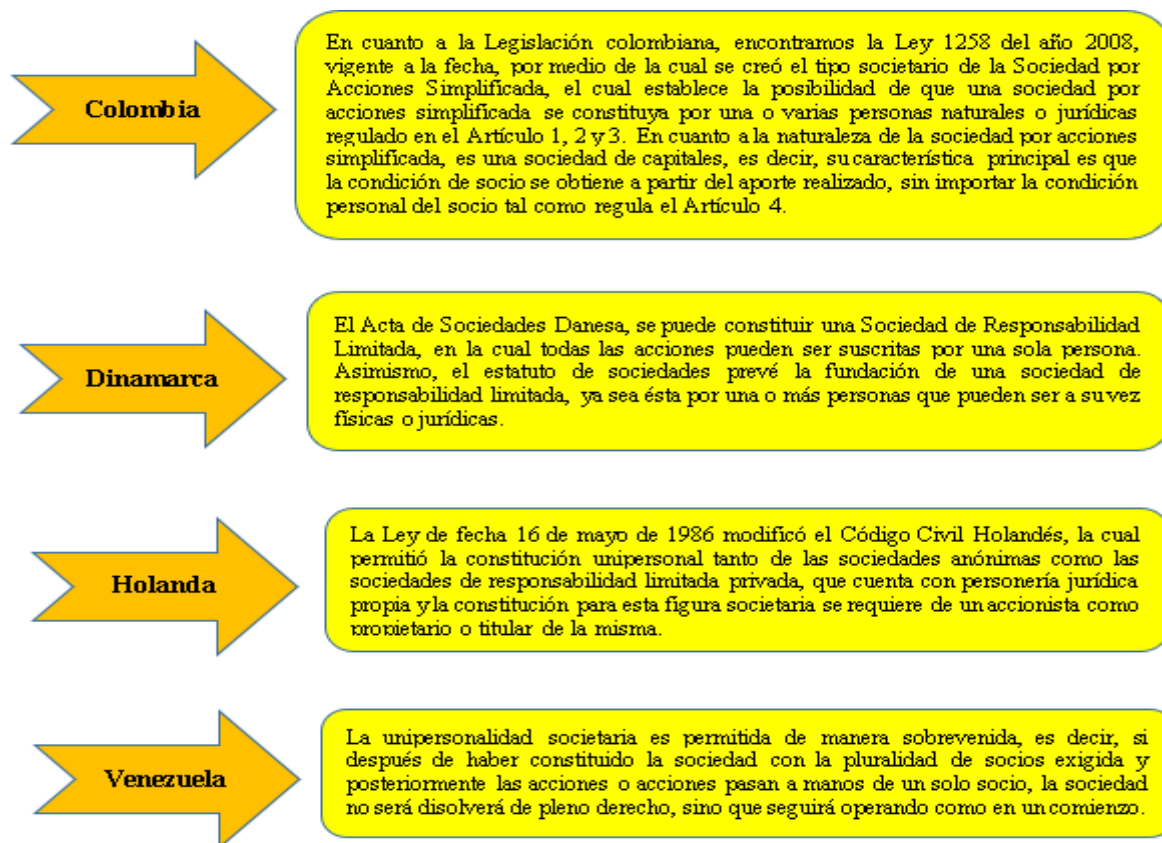 Colombia
En cuanto a la Legislación colombiana, encontramos la Ley 1258 del año 2008,
vigente a la fecha, por medio de la cual se creó el tipo societario de la Sociedad por
Acciones Simplificada, el cual establece la posibilidad de que una sociedad por
acciones simplificada se constituya por una o varias personas naturales o jurídicas
regulado en el Artículo 1, 2 y 3. En cuanto a la naturaleza de la sociedad por acciones
simplificada, es una sociedad de capitales, es decir, su característica principal es que
la condición de socio se obtiene a partir del aporte realizado, sin importar la condición
personal del socio tal como regula el Artículo 4.
Dinamarca
El Acta de Sociedades Danesa, se puede constituir una Sociedad de Responsabilidad
Limitada, en la cual todas las acciones pueden ser suscritas por una sola persona.
Asimismo, el estatuto de sociedades prevé la fundación de una sociedad de
responsabilidad limitada, ya sea ésta por una o más personas que pueden ser a su vez
físicas o jurídicas.
Holanda
La Ley de fecha 16 de mayo de 1986 modificó el Código Civil Holandés, la cual
permitió la constitución unipersonal tanto de las sociedades anónimas como las
sociedades de responsabilidad limitada privada, que cuenta con personería jurídica
propia y la constitución para esta figura societaria se requiere de un accionista como
propietario o titular de la misma.
Venezuela
La unipersonalidad societaria es permitida de manera sobrevenida, es decir, si
después de haber constituido la sociedad con la pluralidad de socios exigida y
posteriormente las acciones o acciones pasan a manos de un solo socio, la sociedad
no será disolverá de pleno derecho, sino que seguirá operando como en un comienzo.